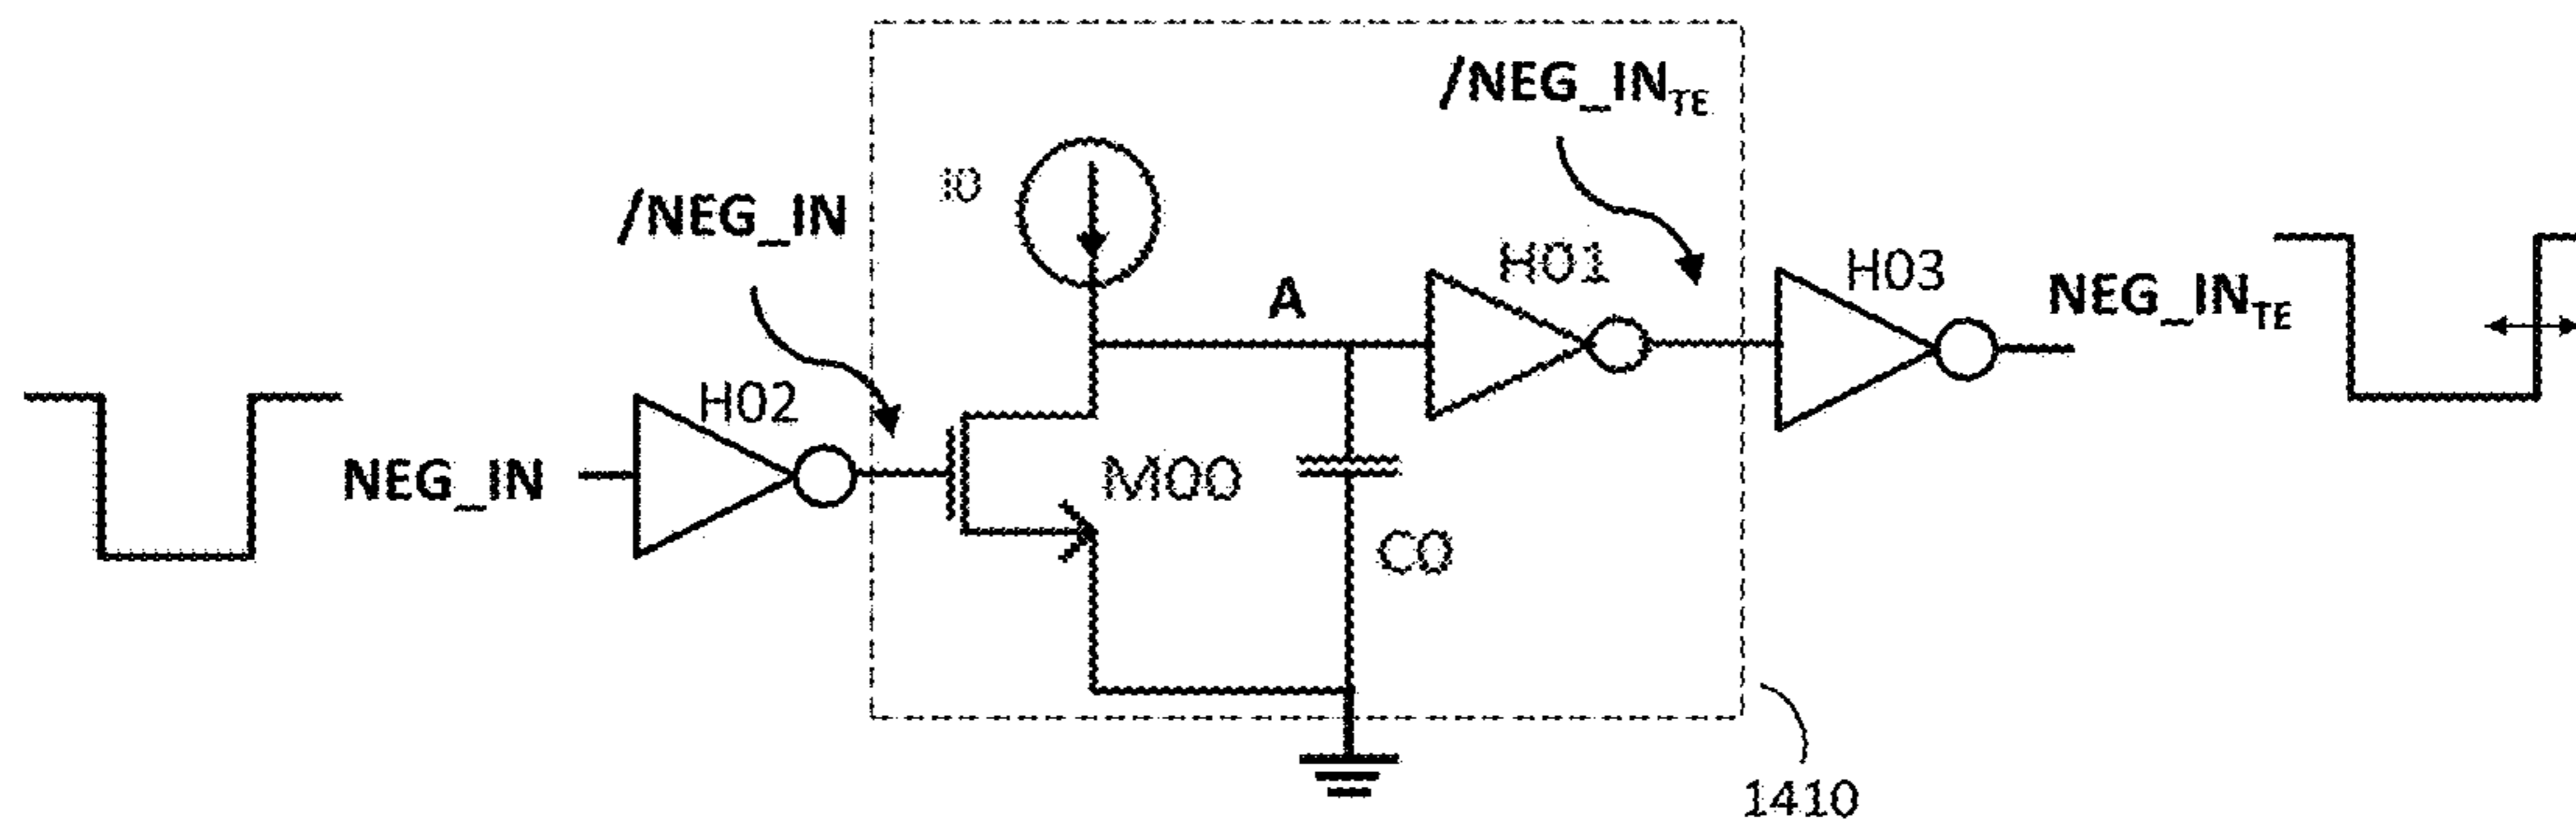 /NEG_IN_TE
I0
/NEG_IN
H01
H03
A
NEG_IN_TE
H02
NEG_IN
M00
C0
1410